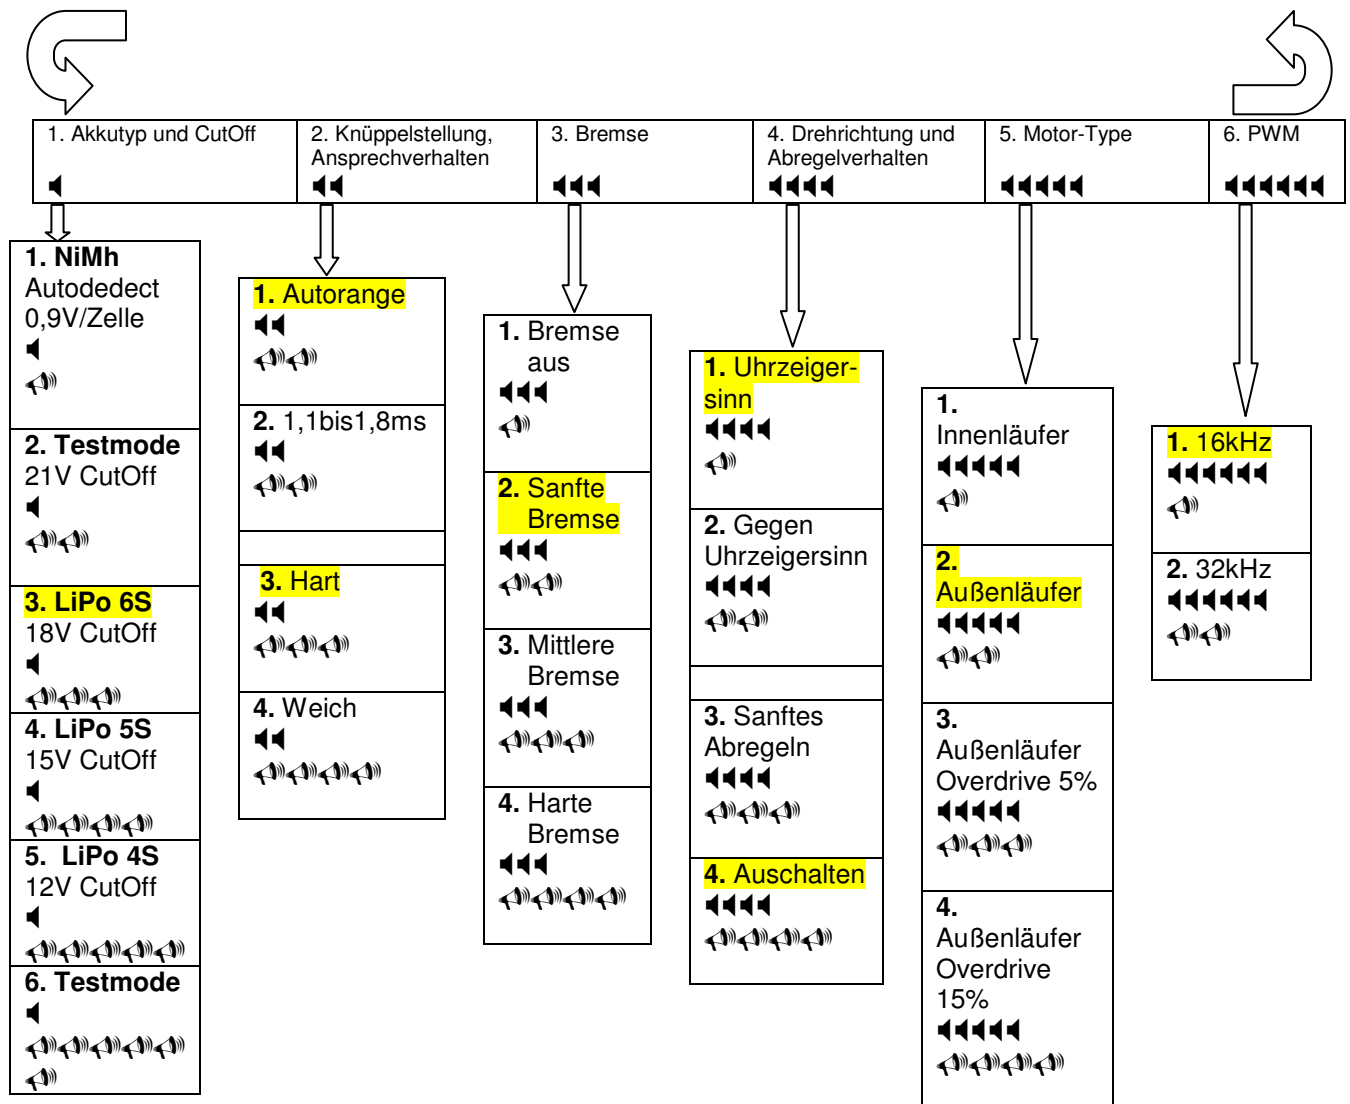 1. Akkutyp und CutOff
2. Knüppelstellung,
Ansprechverhalten
3. Bremse
4. Drehrichtung und
Abregelverhalten
5. Motor-Type
6. PWM
1. NiMh
Autodedect
0,9V/Zelle
2. Testmode
21V CutOff
3. LiPo 6S
18V CutOff
4. LiPo 5S
15V CutOff
5. LiPo 4S
12V CutOff
6. Testmode
1. Autorange
2. 1,1bis1,8ms
3. Hart
4. Weich
1. Bremse
aus
2. Sanfte
Bremse
3. Mittlere
Bremse
4. Harte
Bremse
1. Uhrzeiger-
sinn
2. Gegen
Uhrzeigersinn
3. Sanftes
Abregeln
4. Auschalten
1.
Innenläufer
2.
Außenläufer
3.
Außenläufer
Overdrive 5%
4.
Außenläufer
Overdrive
15%
1. 16kHz
2. 32kHz